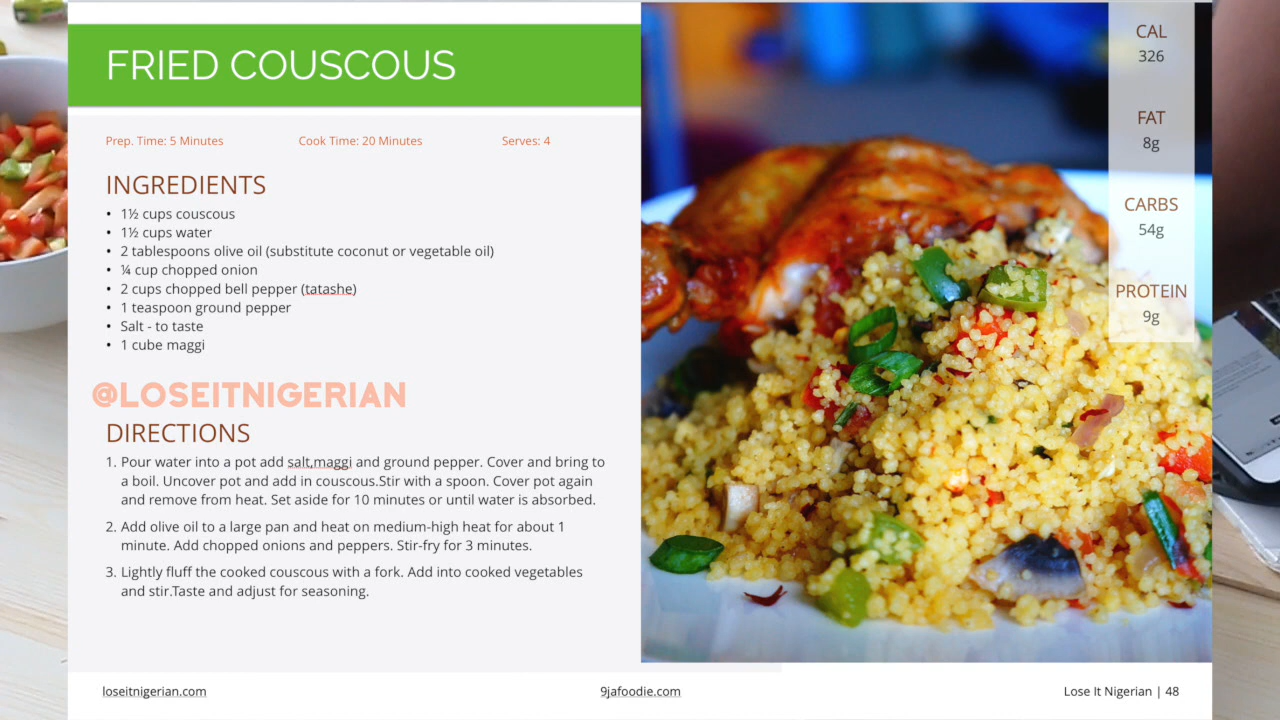 FRIED COUSCOUS
Prep. Time: 5 Minutes
Cook Time: 20 Minutes
Serves: 4
INGREDIENTS
• 1½ cups couscous
• 1½ cups water
• 2 tablespoons olive oil (substitute coconut or vegetable oil)
• ¼ cup chopped onion
• 2 cups chopped bell pepper (tatashe)
• 1 teaspoon ground pepper
• Salt - to taste
• 1 cube maggi
@LOSEITNIGERIAN
DIRECTIONS
1. Pour water into a pot add salt,maggi and ground pepper. Cover and bring to
a boil. Uncover pot and add in couscous.Stir with a spoon. Cover pot again
and remove from heat. Set aside for 10 minutes or until water is absorbed.
2. Add olive oil to a large pan and heat on medium-high heat for about 1
minute. Add chopped onions and peppers. Stir-fry for 3 minutes.
3. Lightly fluff the cooked couscous with a fork. Add into cooked vegetables
and stir.Taste and adjust for seasoning.
CAL
326
FAT
8g
CARBS
54g
PROTEIN
9g
loseitnigerian.com
9jafoodie.com
Lose It Nigerian | 48